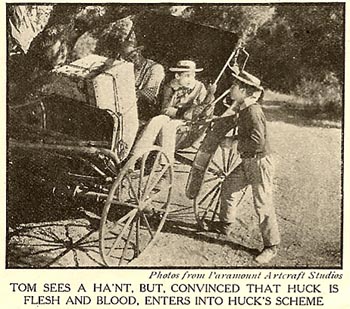 Photos from Paramount Artcraft Studios
TOM SEES A HA'NT, BUT, CONVINCED THAT HUCK IS
FLESH AND BLOOD, ENTERS INTO HUCK'S SCHEME